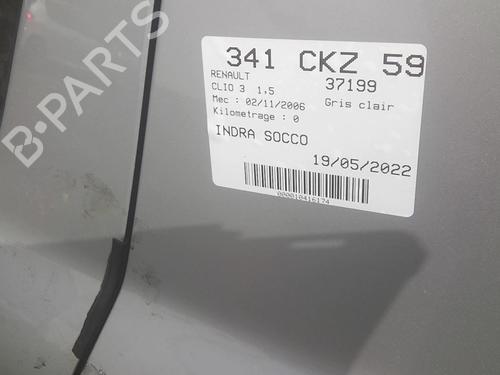 B-PARTS
341 CKZ 59
RENAULT 37199
CLIO 3 1,5
Mec : 02/11/2006 Gris clair
Kilometrage : 0
INDRA SOCCO
19/05/2022
000010416174